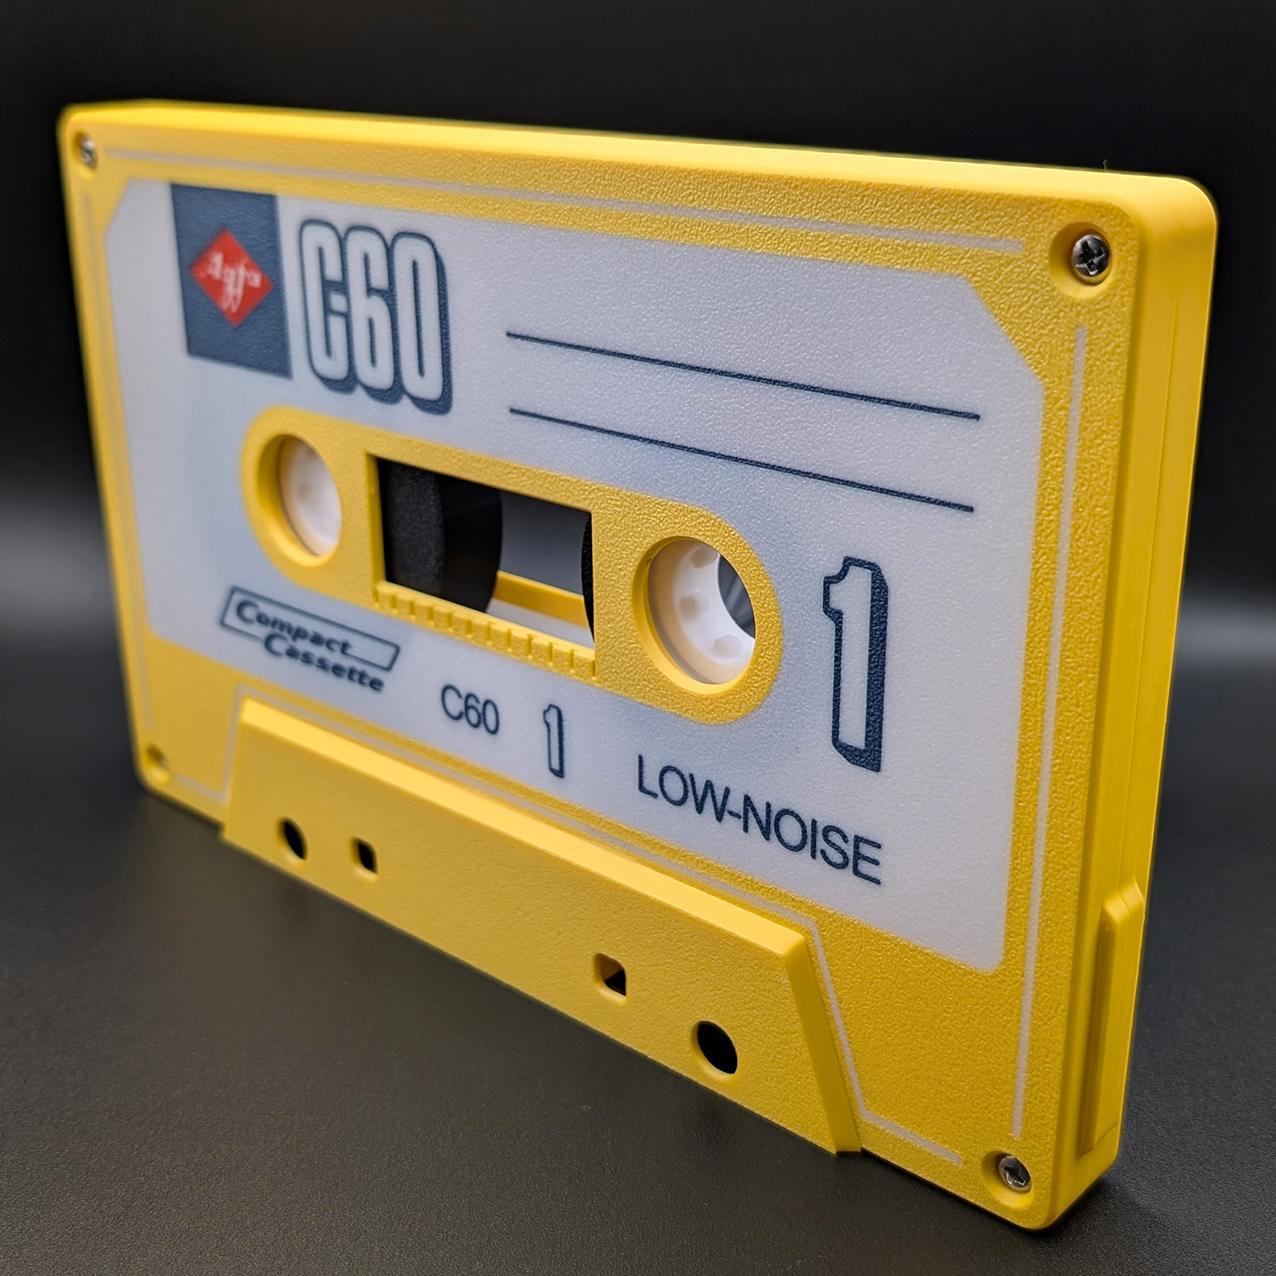 Agfa
C60
1
Compact
Cassette
C60 1 LOW-NOISE